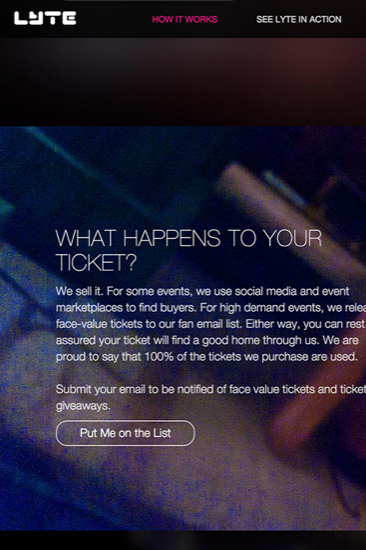 LYTE
HOW IT WORKS
SEE LYTE IN ACTION
WHAT HAPPENS TO YOUR
TICKET?
We sell it. For some events, we use social media and event
marketplaces to find buyers. For high demand events, we relea
face-value tickets to our fan email list. Either way, you can rest
assured your ticket will find a good home through us. We are
proud to say that 100% of the tickets we purchase are used.
Submit your email to be notified of face value tickets and ticket
giveaways.
Put Me on the List